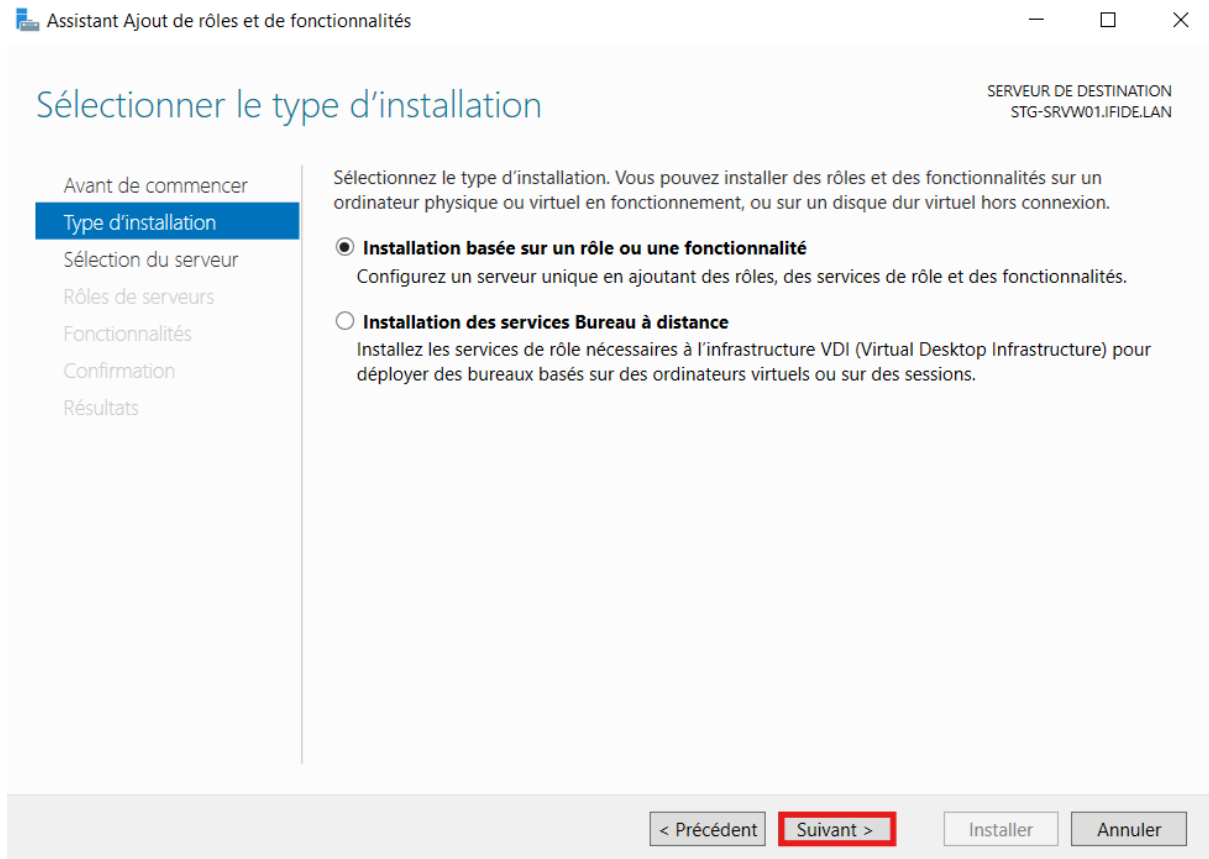 Assistant Ajout de rôles et de fonctionnalités
Sélectionner le type d’installation
SERVEUR DE DESTINATION
STG-SRVW01.IFIDE.LAN
Avant de commencer
Type d’installation
Sélection du serveur
Rôles de serveurs
Fonctionnalités
Confirmation
Résultats
Sélectionnez le type d’installation. Vous pouvez installer des rôles et des fonctionnalités sur un
ordinateur physique ou virtuel en fonctionnement, ou sur un disque dur virtuel hors connexion.
Installation basée sur un rôle ou une fonctionnalité
Configurez un serveur unique en ajoutant des rôles, des services de rôle et des fonctionnalités.
Installation des services Bureau à distance
Installez les services de rôle nécessaires à l’infrastructure VDI (Virtual Desktop Infrastructure) pour
déployer des bureaux basés sur des ordinateurs virtuels ou sur des sessions.
< Précédent
Suivant >
Installer
Annuler